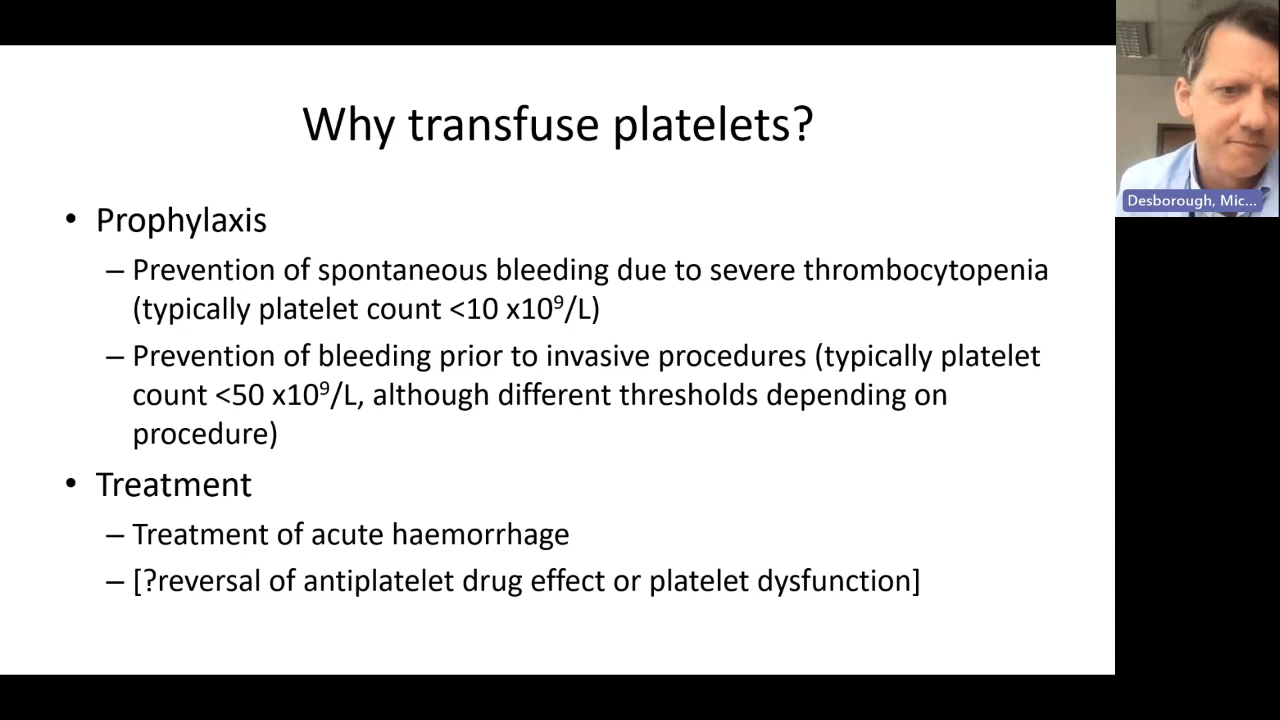 Why transfuse platelets?
• Prophylaxis
– Prevention of spontaneous bleeding due to severe thrombocytopenia
(typically platelet count <10 x10⁹/L)
– Prevention of bleeding prior to invasive procedures (typically platelet
count <50 x10⁹/L, although different thresholds depending on
procedure)
• Treatment
– Treatment of acute haemorrhage
– [?reversal of antiplatelet drug effect or platelet dysfunction]
Desborough, Mic...